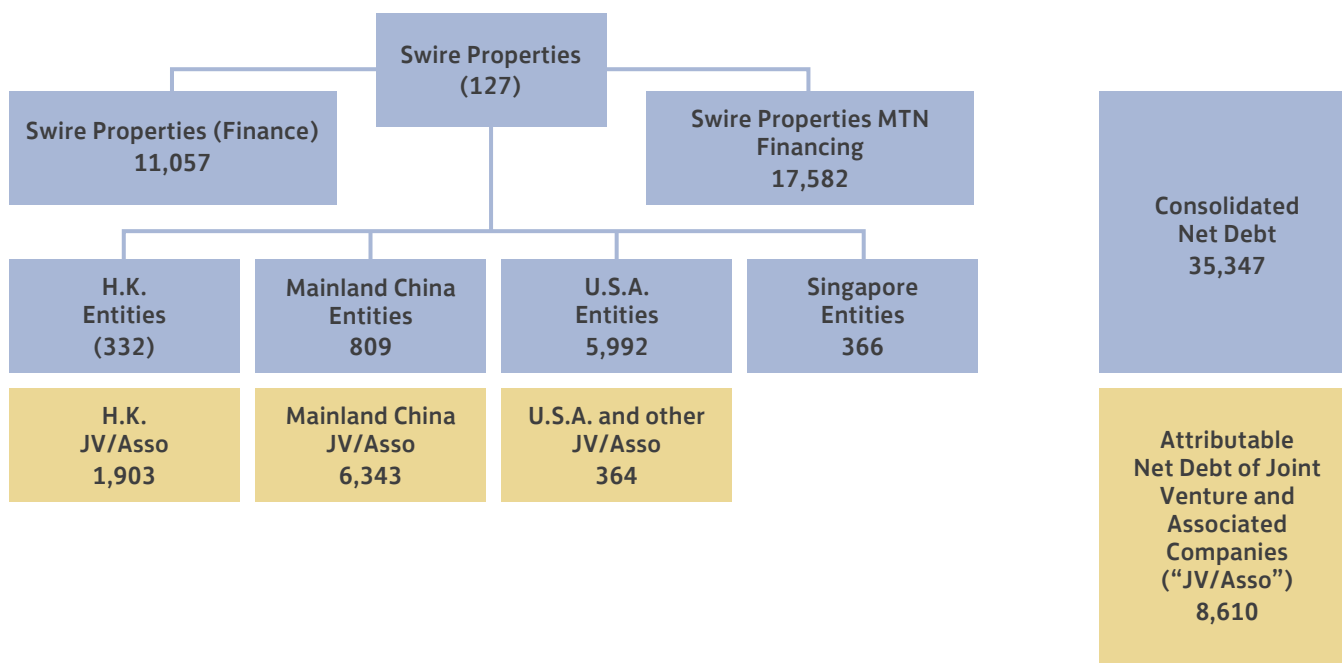 Swire Properties
(127)
Swire Properties (Finance)
11,057
Swire Properties MTN
Financing
17,582
H.K.
Entities
(332)
Mainland China
Entities
809
U.S.A.
Entities
5,992
Singapore
Entities
366
Consolidated
Net Debt
35,347
H.K.
JV/Asso
1,903
Mainland China
JV/Asso
6,343
U.S.A. and other
JV/Asso
364
Attributable
Net Debt of Joint
Venture and
Associated
Companies
(“JV/Asso”)
8,610